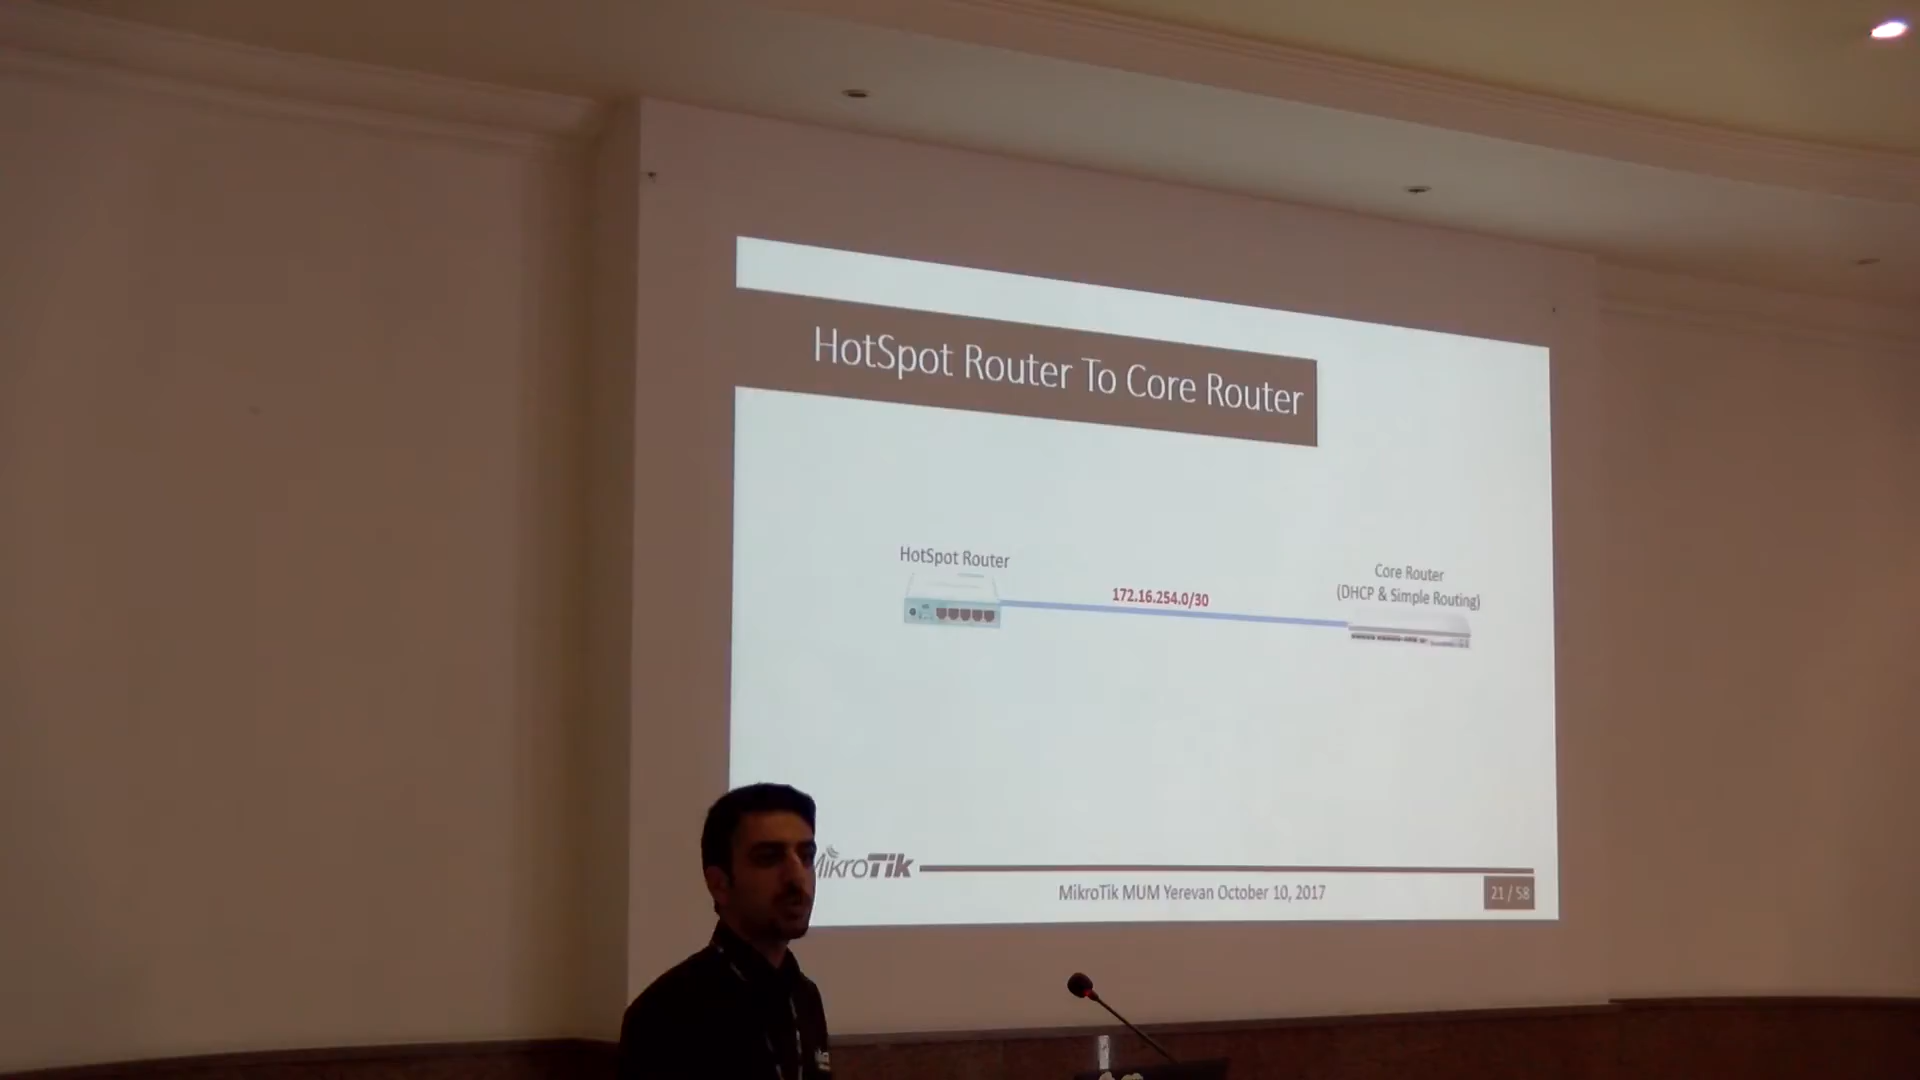 HotSpot Router To Core Router
HotSpot Router
172.16.254.0/30
Core Router
(DHCP & Simple Routing)
MikroTik
MikroTik MUM Yerevan October 10, 2017
21 / 58